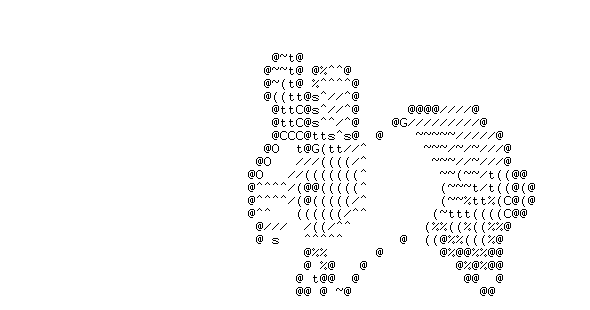 @~t@
@~~t@ @%^^@
@~(t@ %^^^^@
@((tt@s^//^@
@ttC@s^//^@ @@@@////@
@ttC@s^^/^@ @G/////////@
@CCC@tts^s@ @ ~~~~~/////@
@O t@G(tt//^ ~~~/~/~///@
@O ///((((/^ ~~~//~///@
@O //(((((((^ ~~(~~/t((@@
@^^^^/(@@(((((^ (~~~t/t((@(@
@^^^^/(@(((((/^ (~~%tt%(C@(@
@^^ ((((((/^^ (~ttt((((C@@
@/// /((/^^ (%%((%((%%@
@ s ^^^^^ @ ((@%%(((%@
@%% @ @%@@%%@@
@ %@ @ @%@%@@
@ t@@ @ @@ @
@@ @ ~@ @@